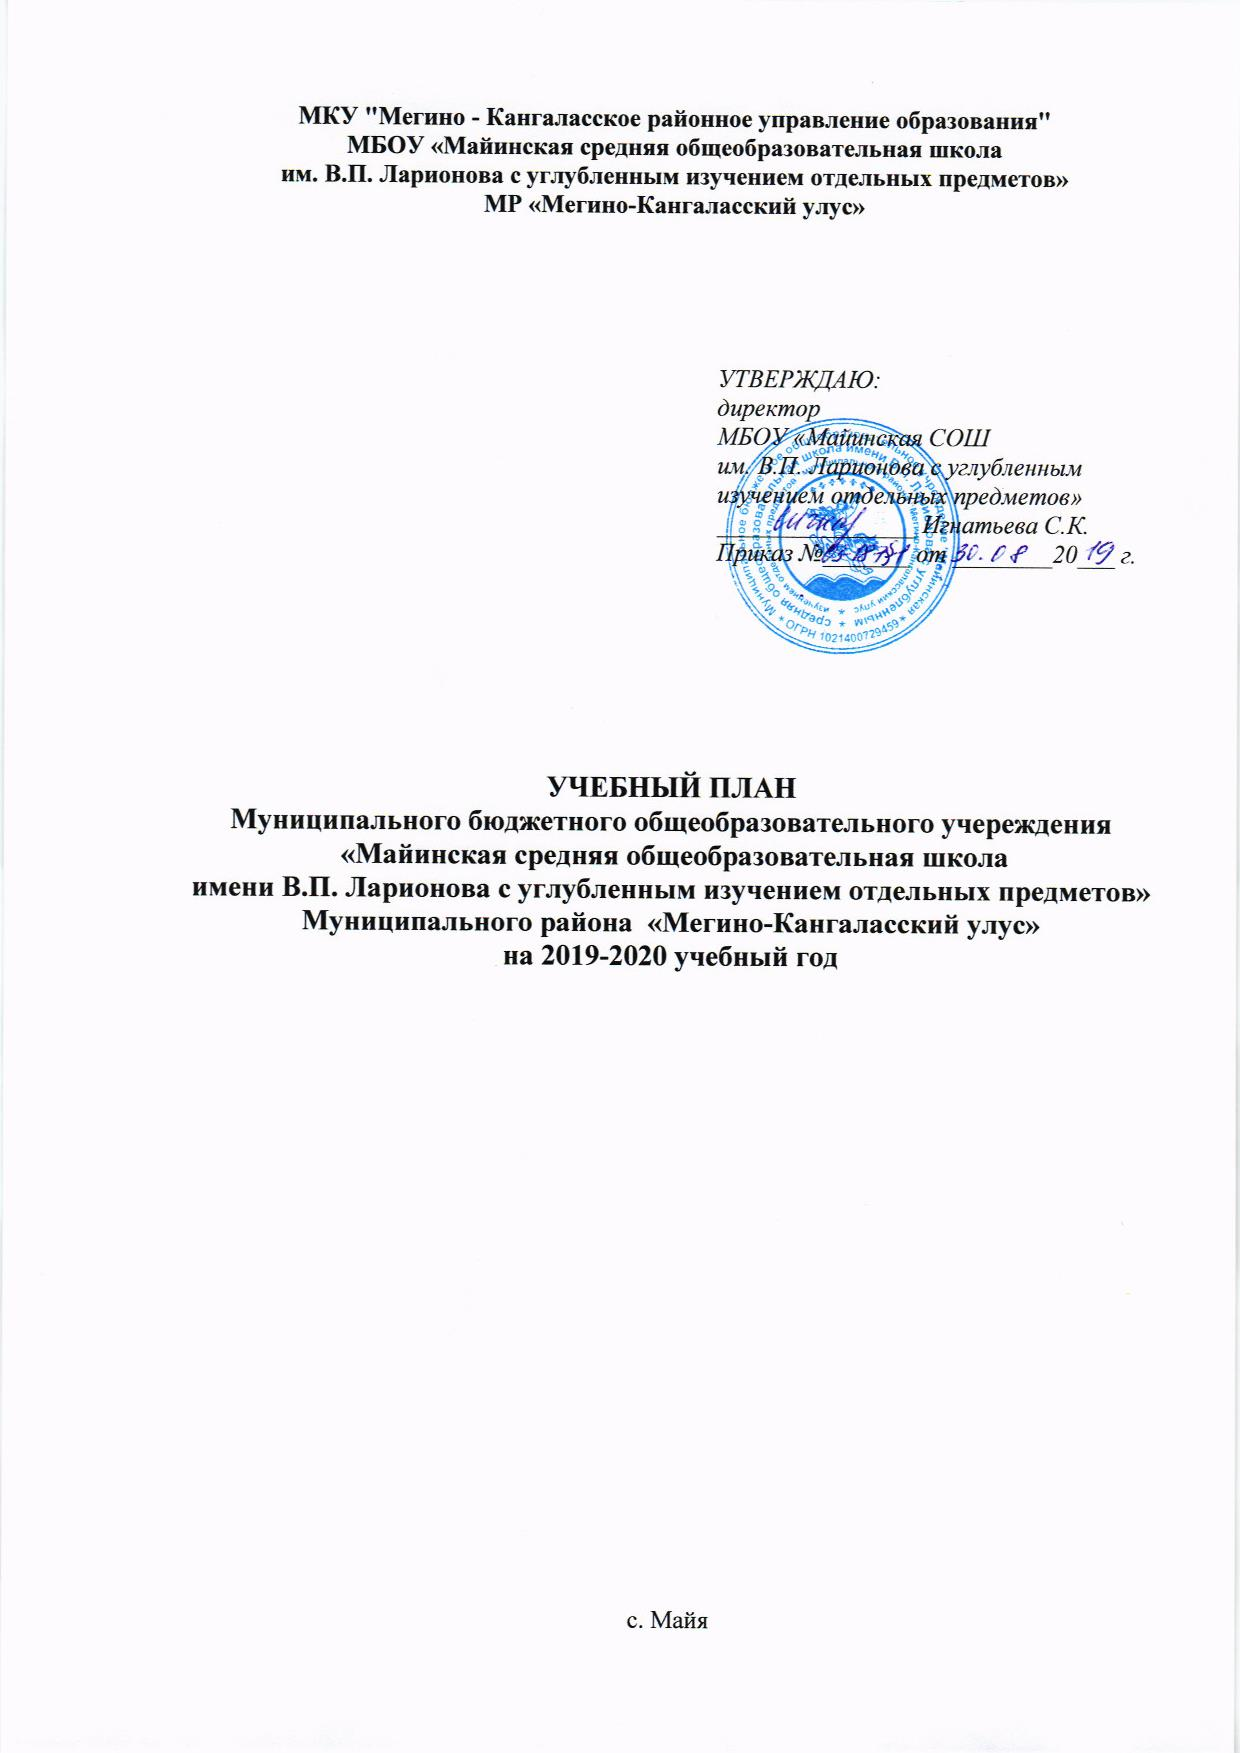 МКУ "Мегино - Кангаласское районное управление образования"
МБОУ «Майинская средняя общеобразовательная школа
им. В.П. Ларионова с углубленным изучением отдельных предметов»
МР «Мегино-Кангаласский улус»
УТВЕРЖДАЮ:
директор
МБОУ «Майинская СОШ
им. В.П. Ларионова с углубленным
изучением отдельных предметов»
Игнатьева С.К.
Приказ № от 30.08 2019 г.
ОГРН 1021400729459
УЧЕБНЫЙ ПЛАН
Муниципального бюджетного общеобразовательного учереждения
«Майинская средняя общеобразовательная школа
имени В.П. Ларионова с углубленным изучением отдельных предметов»
Муниципального района «Мегино-Кангаласский улус»
на 2019-2020 учебный год
с. Майя